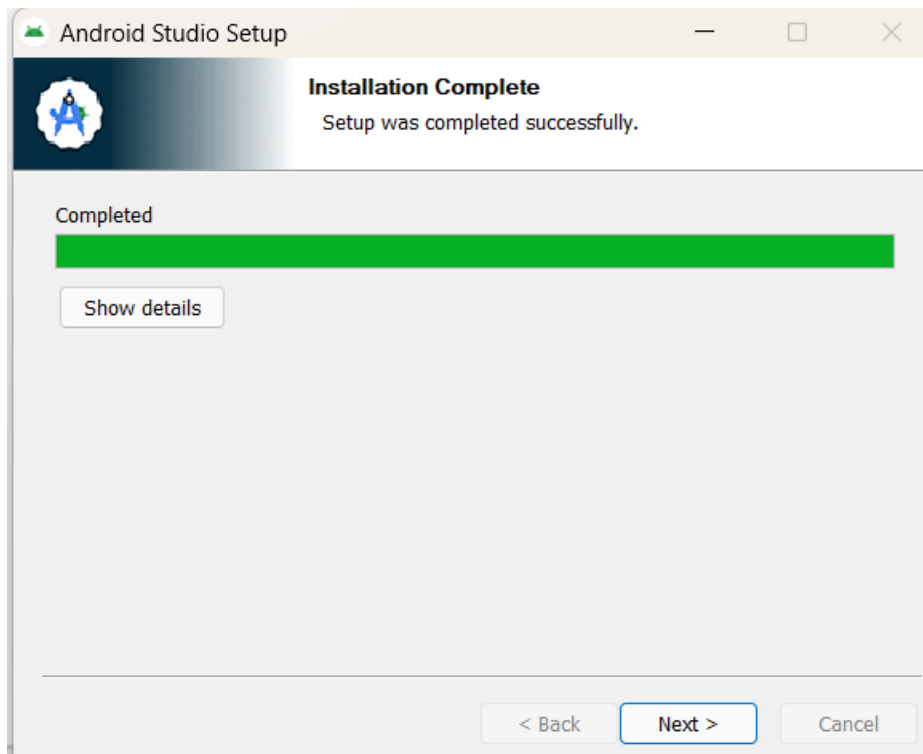 Android Studio Setup
Installation Complete
Setup was completed successfully.
Completed
Show details
< Back Next > Cancel